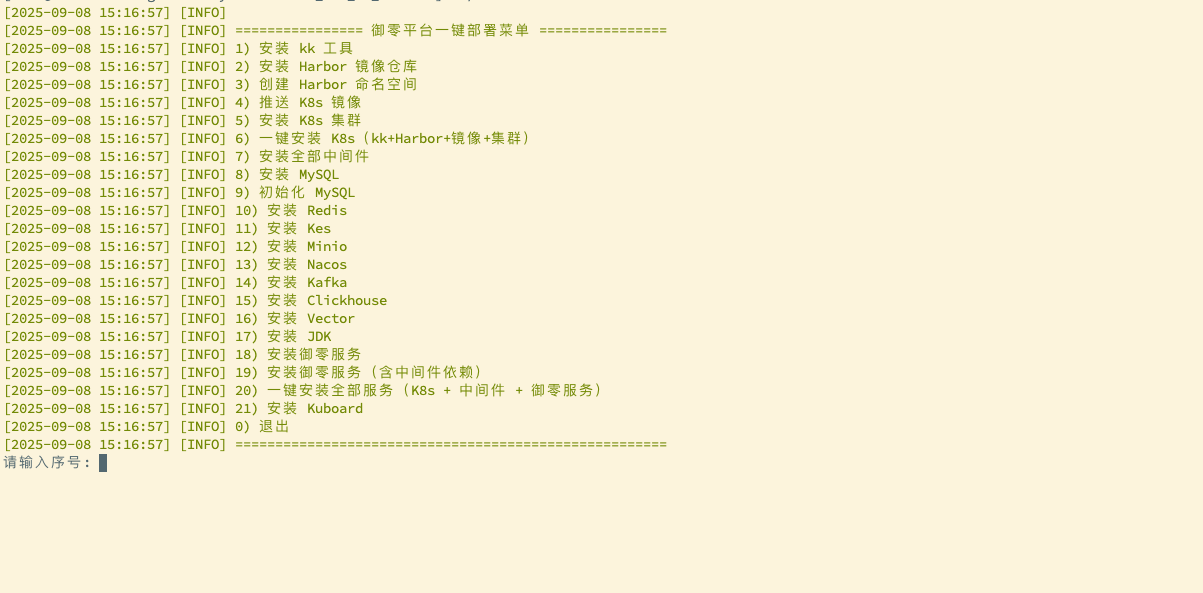 [2025-09-08 15:16:57] [INFO]
[2025-09-08 15:16:57] [INFO] ================ 御零平台一键部署菜单 ================
[2025-09-08 15:16:57] [INFO] 1) 安装 kk 工具
[2025-09-08 15:16:57] [INFO] 2) 安装 Harbor 镜像仓库
[2025-09-08 15:16:57] [INFO] 3) 创建 Harbor 命名空间
[2025-09-08 15:16:57] [INFO] 4) 推送 K8s 镜像
[2025-09-08 15:16:57] [INFO] 5) 安装 K8s 集群
[2025-09-08 15:16:57] [INFO] 6) 一键安装 K8s（kk+Harbor+镜像+集群）
[2025-09-08 15:16:57] [INFO] 7) 安装全部中间件
[2025-09-08 15:16:57] [INFO] 8) 安装 MySQL
[2025-09-08 15:16:57] [INFO] 9) 初始化 MySQL
[2025-09-08 15:16:57] [INFO] 10) 安装 Redis
[2025-09-08 15:16:57] [INFO] 11) 安装 Kes
[2025-09-08 15:16:57] [INFO] 12) 安装 Minio
[2025-09-08 15:16:57] [INFO] 13) 安装 Nacos
[2025-09-08 15:16:57] [INFO] 14) 安装 Kafka
[2025-09-08 15:16:57] [INFO] 15) 安装 Clickhouse
[2025-09-08 15:16:57] [INFO] 16) 安装 Vector
[2025-09-08 15:16:57] [INFO] 17) 安装 JDK
[2025-09-08 15:16:57] [INFO] 18) 安装御零服务
[2025-09-08 15:16:57] [INFO] 19) 安装御零服务（含中间件依赖）
[2025-09-08 15:16:57] [INFO] 20) 一键安装全部服务（K8s + 中间件 + 御零服务）
[2025-09-08 15:16:57] [INFO] 21) 安装 Kuboard
[2025-09-08 15:16:57] [INFO] 0) 退出
[2025-09-08 15:16:57] [INFO] ======================================================
请输入序号: